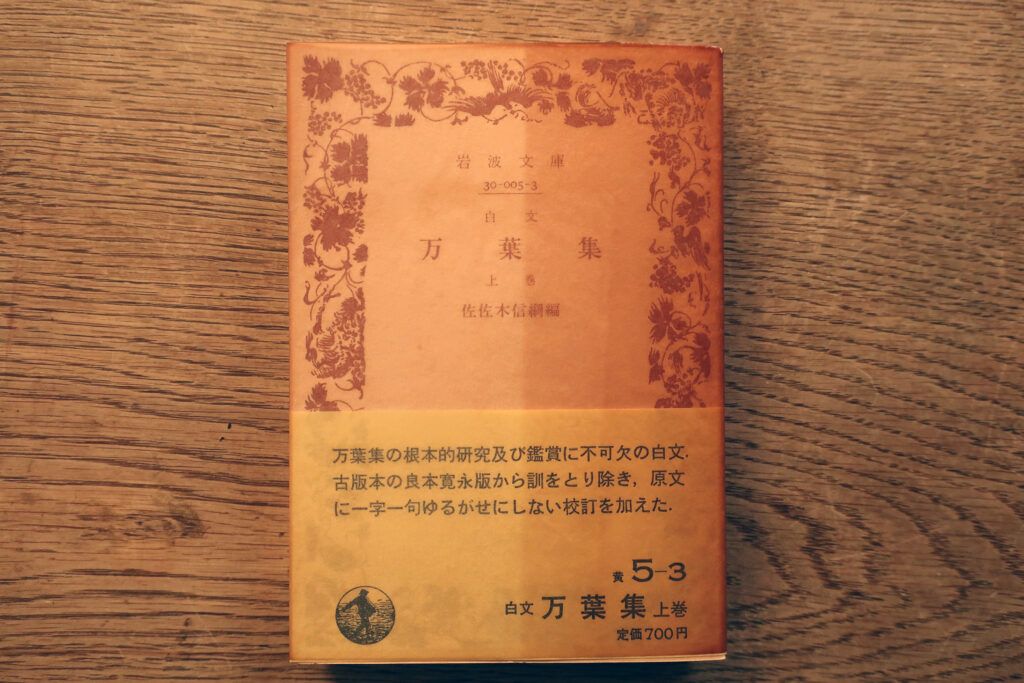 岩波文庫
30-005-3
白文
万葉集
上巻
佐佐木信綱編
万葉集の根本的研究及び鑑賞に不可欠の白文.
古版本の良本寛永版から訓をとり除き，原文
に一字一句ゆるがせにしない校訂を加えた.
黄 5-3
白文 万葉集 上巻
定価700円